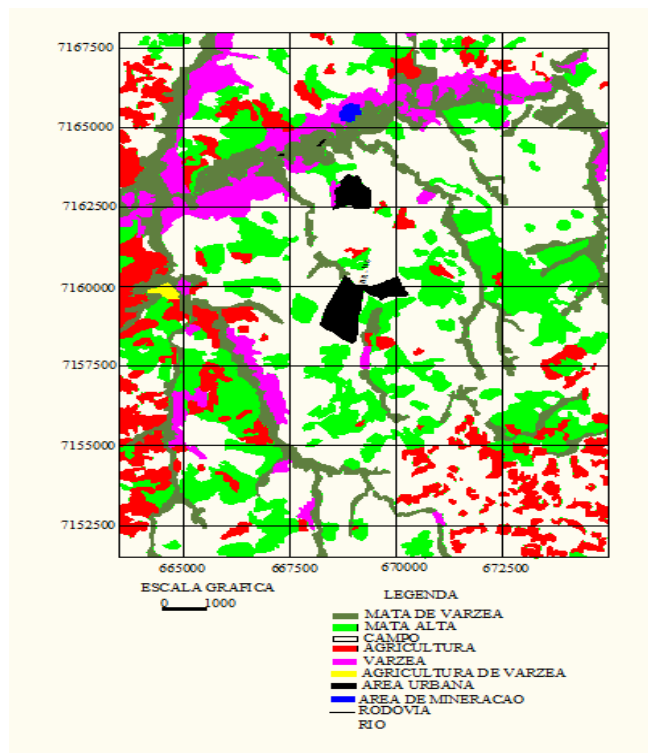 7167500
7165000
7162500
7160000
7157500
7155000
7152500
665000 667500 670000 672500
ESCALA GRAFICA
0 1000
LEGENDA
MATA DE VARZEA
MATA ALTA
CAMPO
AGRICULTURA
VARZEA
AGRICULTURA DE VARZEA
AREA URBANA
AREA DE MINERACAO
RODOVIA
RIO